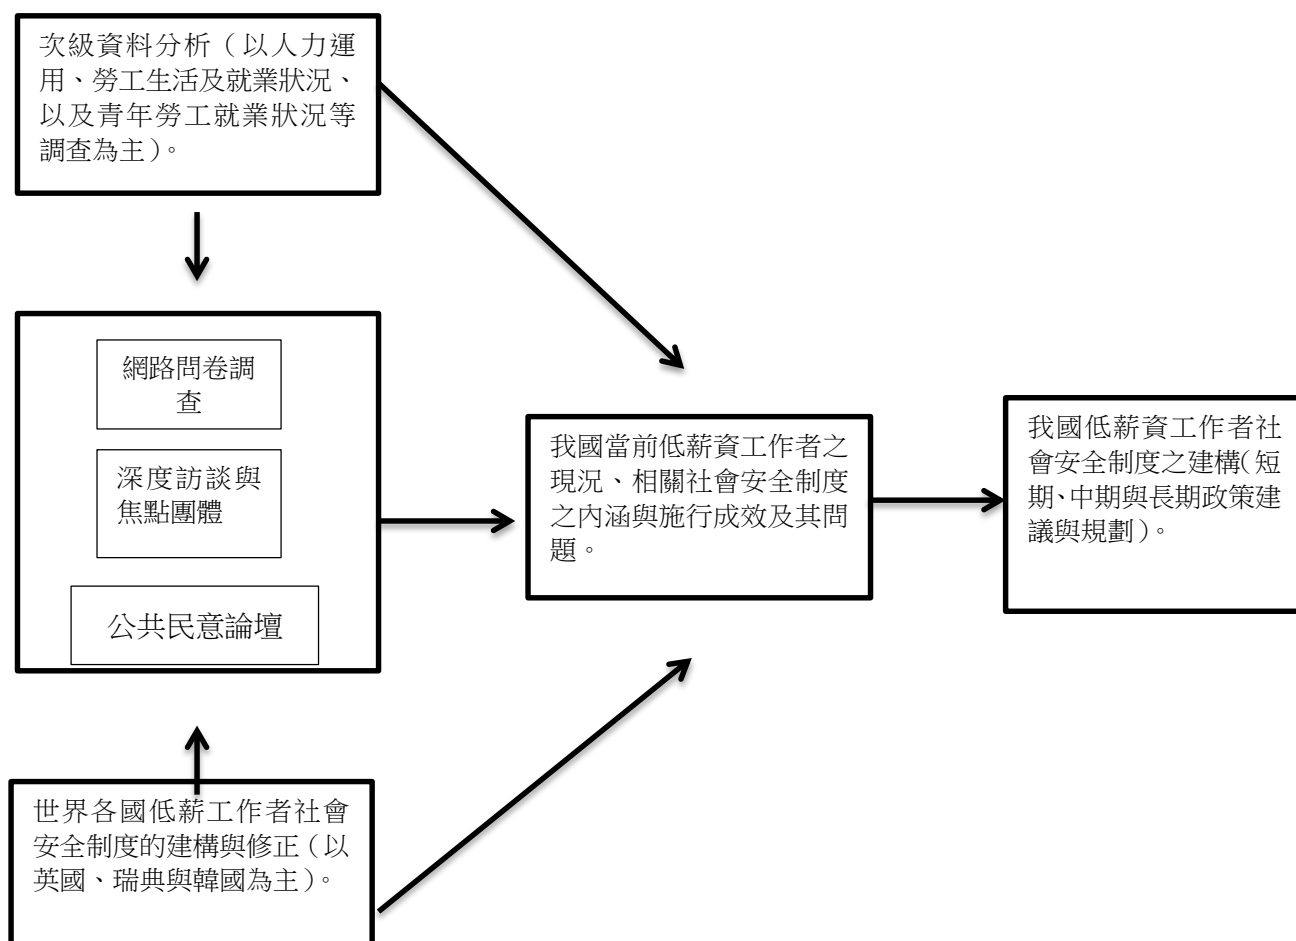 次級資料分析（以人力運
用、勞工生活及就業狀況、
以及青年勞工就業狀況等
調查為主）。
網路問卷調
查
深度訪談與
焦點團體
公共民意論壇
世界各國低薪工作者社會
安全制度的建構與修正（以
英國、瑞典與韓國為主）。
我國當前低薪資工作者之
現況、相關社會安全制度
之內涵與施行成效及其問
題。
我國低薪資工作者社
會安全制度之建構(短
期、中期與長期政策建
議與規劃)。